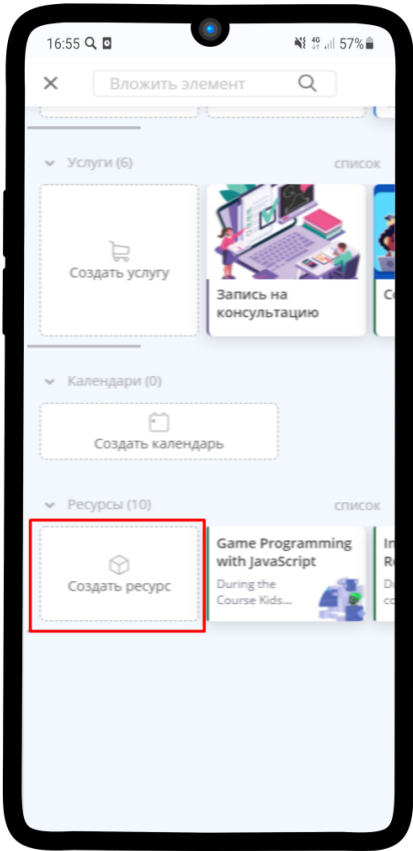 16:55
4G
57%
Вложить элемент
Услуги (6)
список
Создать услугу
Запись на
консультацию
Календари (0)
Создать календарь
Ресурсы (10)
список
Создать ресурс
Game Programming
with JavaScript
During the
Course Kids...